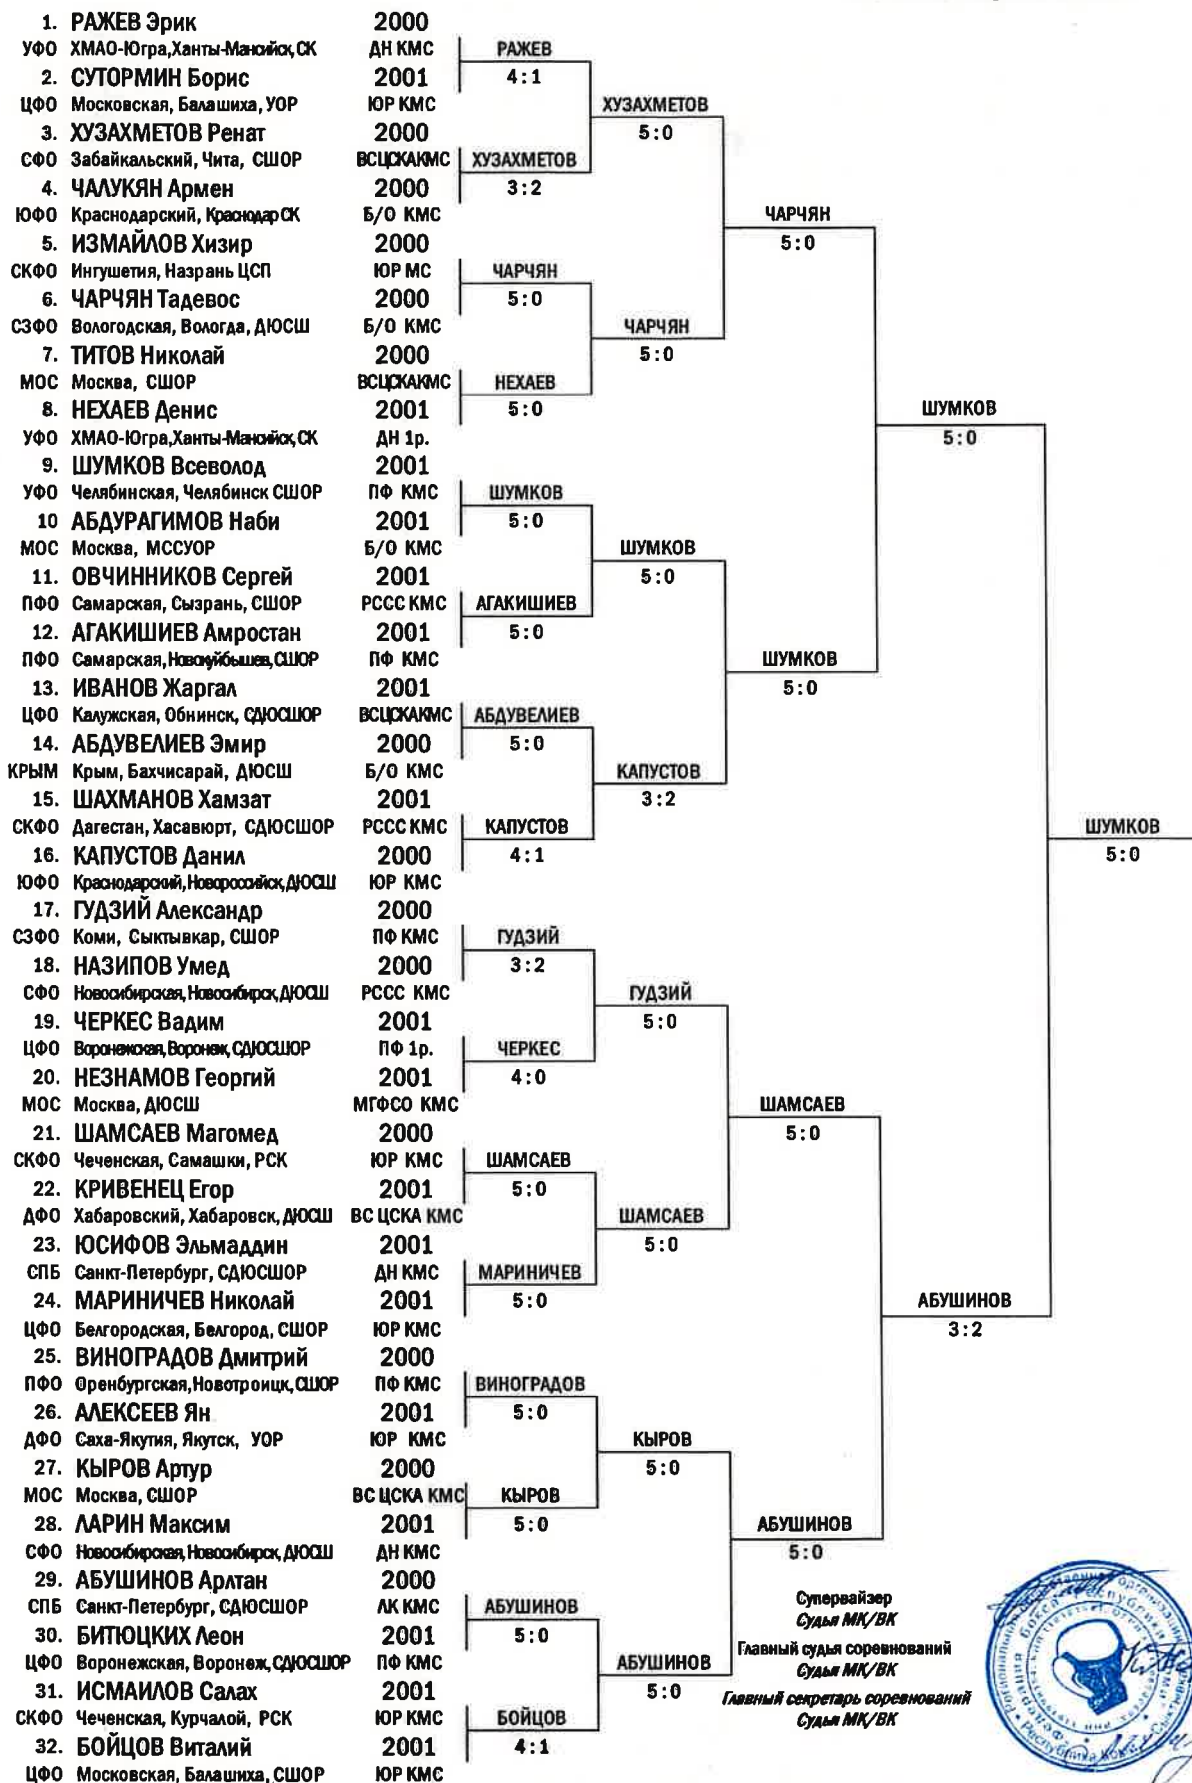 1. РАЖЕВ Эрик 2000
УФО ХМАО-Югра,Ханты-Мансийск,СК ДН КМС
РАЖЕВ
4:1
2. СУТОРМИН Борис 2001
ЦФО Московская, Балашиха, УОР ЮР КМС
ХУЗАХМЕТОВ
5:0
3. ХУЗАХМЕТОВ Ренат 2000
СФО Забайкальский, Чита, СШОР ВСЦСКАКМС
ХУЗАХМЕТОВ
3:2
4. ЧАЛУКЯН Армен 2000
ЮФО Краснодарский, Краснодар СК Б/О КМС
ЧАРЧЯН
5:0
5. ИЗМАЙЛОВ Хизир 2000
СКФО Ингушетия, Назрань ЦСП ЮР МС
ЧАРЧЯН
5:0
6. ЧАРЧЯН Тадевос 2000
СЗФО Вологодская, Вологда, ДЮСШ Б/О КМС
ЧАРЧЯН
5:0
7. ТИТОВ Николай 2000
МОС Москва, СШОР ВСЦСКАКМС
НЕХАЕВ
5:0
8. НЕХАЕВ Денис 2001
УФО ХМАО-Югра,Ханты-Мансийск,СК ДН 1р.
ШУМКОВ
5:0
9. ШУМКОВ Всеволод 2001
УФО Челябинская, Челябинск СШОР ПФ КМС
ШУМКОВ
5:0
10 АБДУРАГИМОВ Наби 2001
МОС Москва, МССУОР Б/О КМС
ШУМКОВ
5:0
11. ОВЧИННИКОВ Сергей 2001
ПФО Самарская, Сызрань, СШОР РССС КМС
АГАКИШИЕВ
5:0
12. АГАКИШИЕВ Амростан 2001
ПФО Самарская,Новокуйбышев,СШОР ПФ КМС
ШУМКОВ
5:0
13. ИВАНОВ Жаргал 2001
ЦФО Калужская, Обнинск, СДЮСШОР ВСЦСКАКМС
АБДУВЕЛИЕВ
5:0
14. АБДУВЕЛИЕВ Эмир 2000
КРЫМ Крым, Бахчисарай, ДЮСШ Б/О КМС
КАПУСТОВ
3:2
15. ШАХМАНОВ Хамзат 2001
СКФО Дагестан, Хасавюрт, СДЮСШОР РССС КМС
КАПУСТОВ
4:1
ШУМКОВ
5:0
16. КАПУСТОВ Данил 2000
ЮФО Краснодарский,Новороссийск,ДЮСШ ЮР КМС
17. ГУДЗИЙ Александр 2000
СЗФО Коми, Сыктывкар, СШОР ПФ КМС
ГУДЗИЙ
3:2
18. НАЗИПОВ Умед 2000
СФО Новосибирская,Новосибирск,ДЮСШ РССС КМС
ГУДЗИЙ
5:0
19. ЧЕРКЕС Вадим 2001
ЦФО Воронежская,Воронеж,СДЮСШОР ПФ 1р.
ЧЕРКЕС
4:0
20. НЕЗНАМОВ Георгий 2001
МОС Москва, ДЮСШ МГФСО КМС
ШАМСАЕВ
5:0
21. ШАМСАЕВ Магомед 2000
СКФО Чеченская, Самашки, РСК ЮР КМС
ШАМСАЕВ
5:0
22. КРИВЕНЕЦ Егор 2001
ДФО Хабаровский, Хабаровск, ДЮСШ ВС ЦСКА КМС
ШАМСАЕВ
5:0
23. ЮСИФОВ Эльмаддин 2001
СПБ Санкт-Петербург, СДЮСШОР ДН КМС
МАРИНИЧЕВ
5:0
24. МАРИНИЧЕВ Николай 2001
ЦФО Белгородская, Белгород, СШОР ЮР КМС
АБУШИНОВ
3:2
25. ВИНОГРАДОВ Дмитрий 2000
ПФО Оренбургская,Новотроицк,СШОР ПФ КМС
ВИНОГРАДОВ
5:0
26. АЛЕКСЕЕВ Ян 2001
ДФО Саха-Якутия, Якутск, УОР ЮР КМС
КЫРОВ
5:0
27. КЫРОВ Артур 2000
МОС Москва, СШОР ВС ЦСКА КМС
КЫРОВ
5:0
28. ЛАРИН Максим 2001
СФО Новосибирская,Новосибирск,ДЮСШ ДН КМС
АБУШИНОВ
5:0
29. АБУШИНОВ Арлтан 2000
СПБ Санкт-Петербург, СДЮСШОР ЛК КМС
АБУШИНОВ
5:0
30. БИТЮЦКИХ Леон 2001
ЦФО Воронежская, Воронеж,СДЮСШОР ПФ КМС
АБУШИНОВ
5:0
31. ИСМАИЛОВ Салах 2001
СКФО Чеченская, Курчалой, РСК ЮР КМС
БОЙЦОВ
4:1
32. БОЙЦОВ Виталий 2001
ЦФО Московская, Балашиха, СШОР ЮР КМС
Супервайзер
Судья МК/ВК
Главный судья соревнований
Судья МК/ВК
Главный секретарь соревнований
Судья МК/ВК